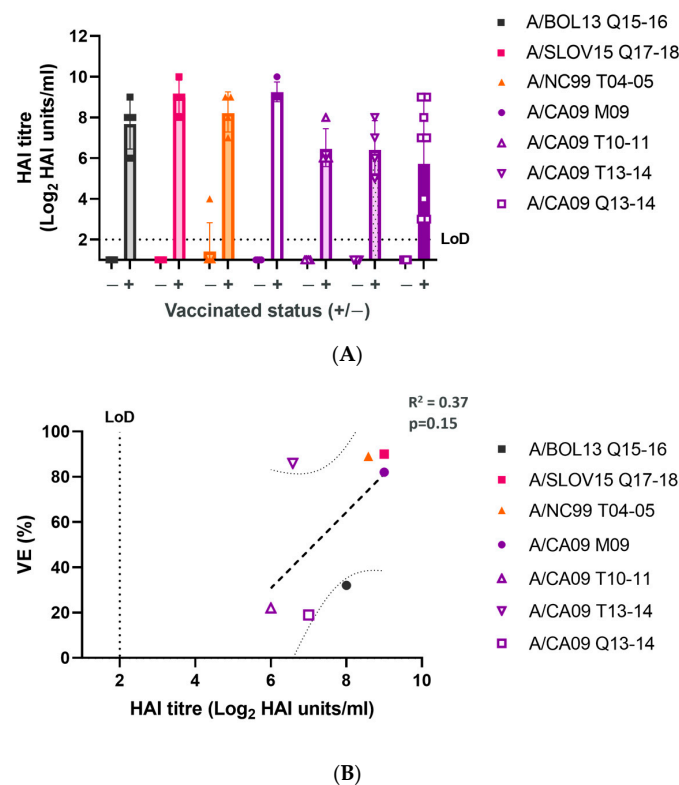 A/BOL13 Q15-16
A/SLOV15 Q17-18
A/NC99 T04-05
A/CA09 M09
A/CA09 T10-11
A/CA09 T13-14
A/CA09 Q13-14
HAI titre
(Log₂ HAI units/ml)
12
10
8
6
4
2
LoD
− + − + − + − + − + − + − +
Vaccinated status (+/−)
(A)
R² = 0.37
p=0.15
LoD
VE (%)
100
80
60
40
20
0
2 4 6 8 10
HAI titre (Log₂ HAI units/ml)
A/BOL13 Q15-16
A/SLOV15 Q17-18
A/NC99 T04-05
A/CA09 M09
A/CA09 T10-11
A/CA09 T13-14
A/CA09 Q13-14
(B)